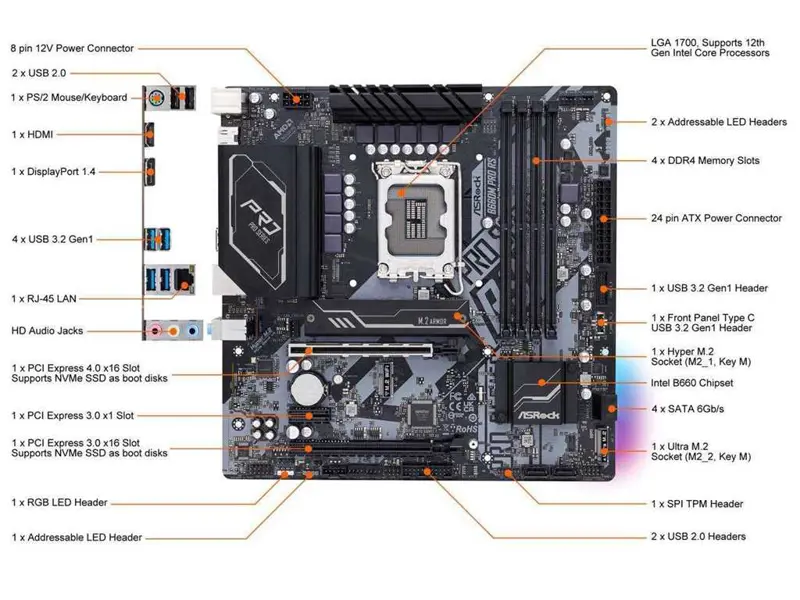 8 pin 12V Power Connector
2 x USB 2.0
1 x PS/2 Mouse/Keyboard
1 x HDMI
1 x DisplayPort 1.4
4 x USB 3.2 Gen1
1 x RJ-45 LAN
HD Audio Jacks
1 x PCI Express 4.0 x16 Slot
Supports NVMe SSD as boot disks
1 x PCI Express 3.0 x1 Slot
1 x PCI Express 3.0 x16 Slot
Supports NVMe SSD as boot disks
1 x RGB LED Header
1 x Addressable LED Header
PRO
PRO SERIES
ASRock
B660M PRO RS
M.2 ARMOR
ASRock
RoHS
LGA 1700, Supports 12th
Gen Intel Core Processors
2 x Addressable LED Headers
4 x DDR4 Memory Slots
24 pin ATX Power Connector
1 x USB 3.2 Gen1 Header
1 x Front Panel Type C
USB 3.2 Gen1 Header
1 x Hyper M.2
Socket (M2_1, Key M)
Intel B660 Chipset
4 x SATA 6Gb/s
1 x Ultra M.2
Socket (M2_2, Key M)
1 x SPI TPM Header
2 x USB 2.0 Headers